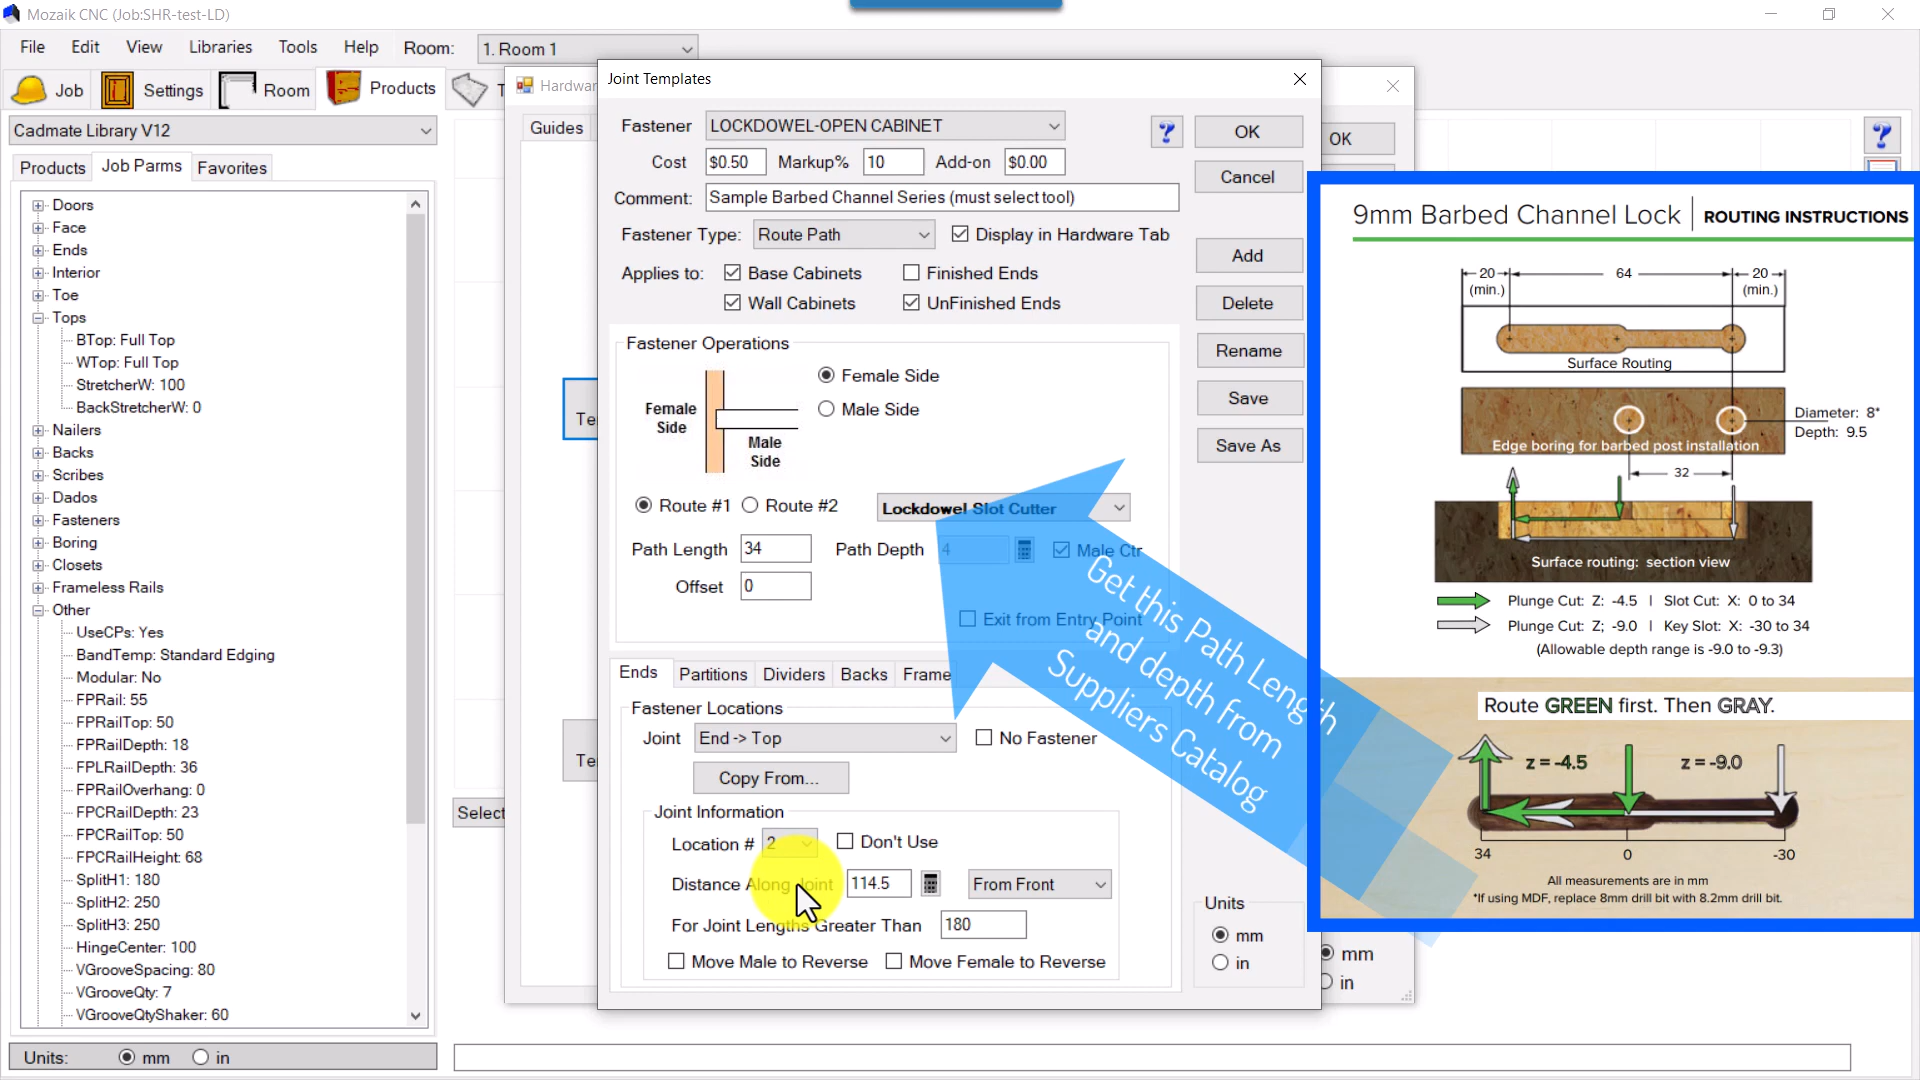 Mozaik CNC (Job:SHR-test-LD)
File Edit View Libraries Tools Help Room: 1. Room 1
Job Settings Room Products
Cadmate Library V12
Products Job Parms Favorites
Doors
Face
Ends
Interior
Toe
Tops
BTop: Full Top
WTop: Full Top
StretcherW: 100
BackStretcherW: 0
Nailers
Backs
Scribes
Dados
Fasteners
Boring
Closets
Frameless Rails
Other
UseCPs: Yes
BandTemp: Standard Edging
Modular: No
FPRail: 55
FPRailTop: 50
FPRailDepth: 18
FPLRailDepth: 36
FPRailOverhang: 0
FPCRailDepth: 23
FPCRailTop: 50
FPCRailHeight: 68
SplitH1: 180
SplitH2: 250
SplitH3: 250
HingeCenter: 100
VGrooveSpacing: 80
VGrooveQty: 7
VGrooveQtyShaker: 60
Units: mm in
Guides
Select
OK
mm
in
Joint Templates
Fastener LOCKDOWEL-OPEN CABINET
Cost $0.50 Markup% 10 Add-on $0.00
Comment: Sample Barbed Channel Series (must select tool)
Fastener Type: Route Path Display in Hardware Tab
Applies to: Base Cabinets Finished Ends
Wall Cabinets UnFinished Ends
OK
Cancel
Add
Delete
Rename
Save
Save As
Fastener Operations
Female Side
Male Side
Female
Side
Male
Side
Route #1 Route #2 Lockdowel Slot Cutter
Path Length 34 Path Depth 4 Male Ctr
Offset 0
Exit from Entry Point
Ends Partitions Dividers Backs Frame
Fastener Locations
Joint End -> Top No Fastener
Copy From...
Joint Information
Location # 2 Don't Use
Distance Along Joint 114.5 From Front
For Joint Lengths Greater Than 180
Move Male to Reverse Move Female to Reverse
Units
mm
in
Get this Path Length
and depth from
Suppliers Catalog
9mm Barbed Channel Lock ROUTING INSTRUCTIONS
20 64 20
(min.) (min.)
Surface Routing
Diameter: 8*
Depth: 9.5
Edge boring for barbed post installation
32
Surface routing: section view
Plunge Cut: Z: -4.5 | Slot Cut: X: 0 to 34
Plunge Cut: Z; -9.0 | Key Slot: X: -30 to 34
(Allowable depth range is -9.0 to -9.3)
Route GREEN first. Then GRAY.
z = -4.5 z = -9.0
34 0 -30
All measurements are in mm
*If using MDF, replace 8mm drill bit with 8.2mm drill bit.